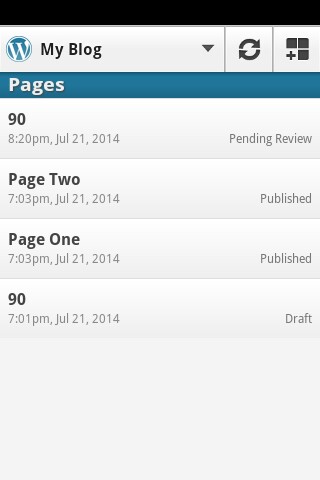 My Blog
Pages
90
8:20pm, Jul 21, 2014 Pending Review
Page Two
7:03pm, Jul 21, 2014 Published
Page One
7:03pm, Jul 21, 2014 Published
90
7:01pm, Jul 21, 2014 Draft